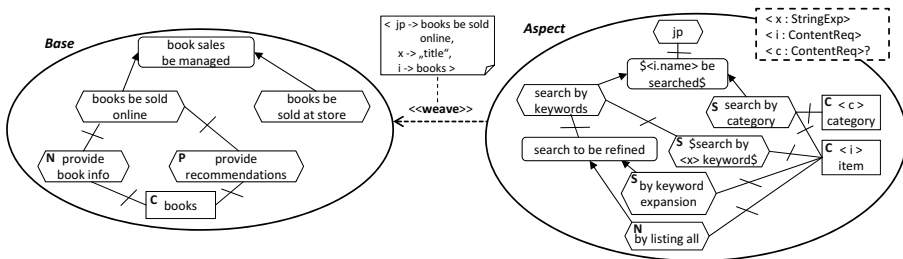 Base
book sales
be managed
books be sold
online
books be
sold at store
N provide
book info
P provide
recommendations
C books
< jp -> books be sold
online,
x -> „title“,
i -> books >
<<weave>>
Aspect
< x : StringExp>
< i : ContentReq>
< c : ContentReq>?
jp
$<i.name> be
searched$
search by
keywords
S search by
category
C < c >
category
search to be refined
S $search by
<x> keyword$
C < i >
item
S by keyword
expansion
N by listing all